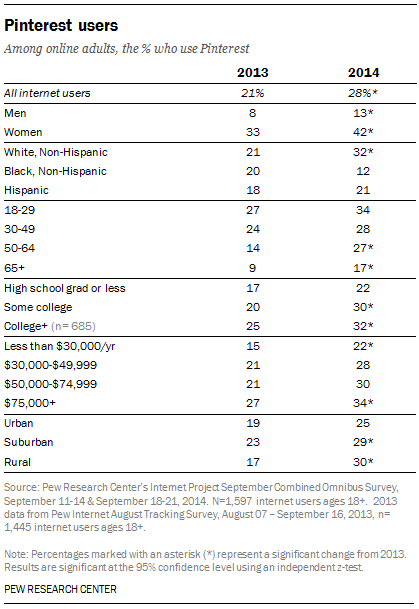 Pinterest users
Among online adults, the % who use Pinterest
2013 2014
All internet users 21% 28%*
Men 8 13*
Women 33 42*
White, Non-Hispanic 21 32*
Black, Non-Hispanic 20 12
Hispanic 18 21
18-29 27 34
30-49 24 28
50-64 14 27*
65+ 9 17*
High school grad or less 17 22
Some college 20 30*
College+ (n= 685) 25 32*
Less than $30,000/yr 15 22*
$30,000-$49,999 21 28
$50,000-$74,999 21 30
$75,000+ 27 34*
Urban 19 25
Suburban 23 29*
Rural 17 30*
Source: Pew Research Center's Internet Project September Combined Omnibus Survey,
September 11-14 & September 18-21, 2014. N=1,597 internet users ages 18+. 2013
data from Pew Internet August Tracking Survey, August 07 – September 16, 2013, n=
1,445 internet users ages 18+.
Note: Percentages marked with an asterisk (*) represent a significant change from 2013.
Results are significant at the 95% confidence level using an independent z-test.
PEW RESEARCH CENTER